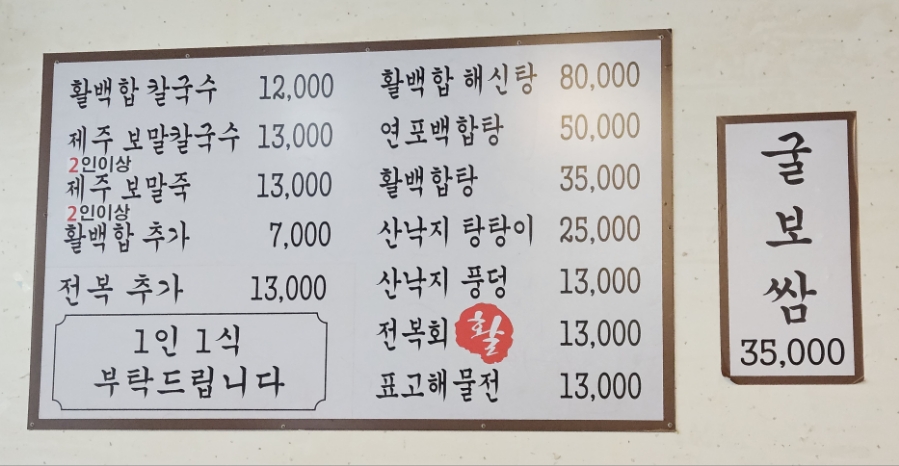 활백합 칼국수 12,000
제주 보말칼국수 13,000
2인이상
제주 보말죽 13,000
2인이상
활백합 추가 7,000
전복 추가 13,000
1인 1식
부탁드립니다
활백합 해신탕 80,000
연포백합탕 50,000
활백합탕 35,000
산낙지 탕탕이 25,000
산낙지 풍덩 13,000
전복회 활 13,000
표고해물전 13,000
굴
보
쌈
35,000